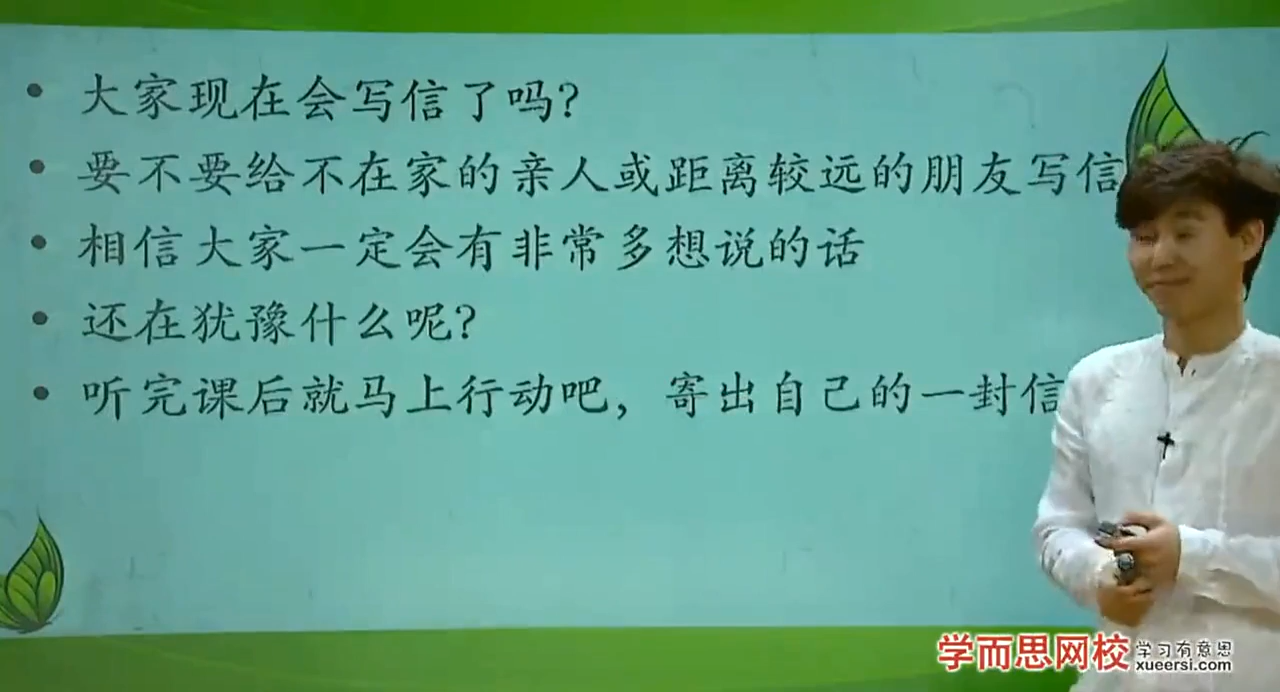 大家现在会写信了吗?
要不要给不在家的亲人或距离较远的朋友写信
相信大家一定会有非常多想说的话
还在犹豫什么呢?
听完课后就马上行动吧，寄出自己的一封信
学而思网校
学习有意思
xueersi.com